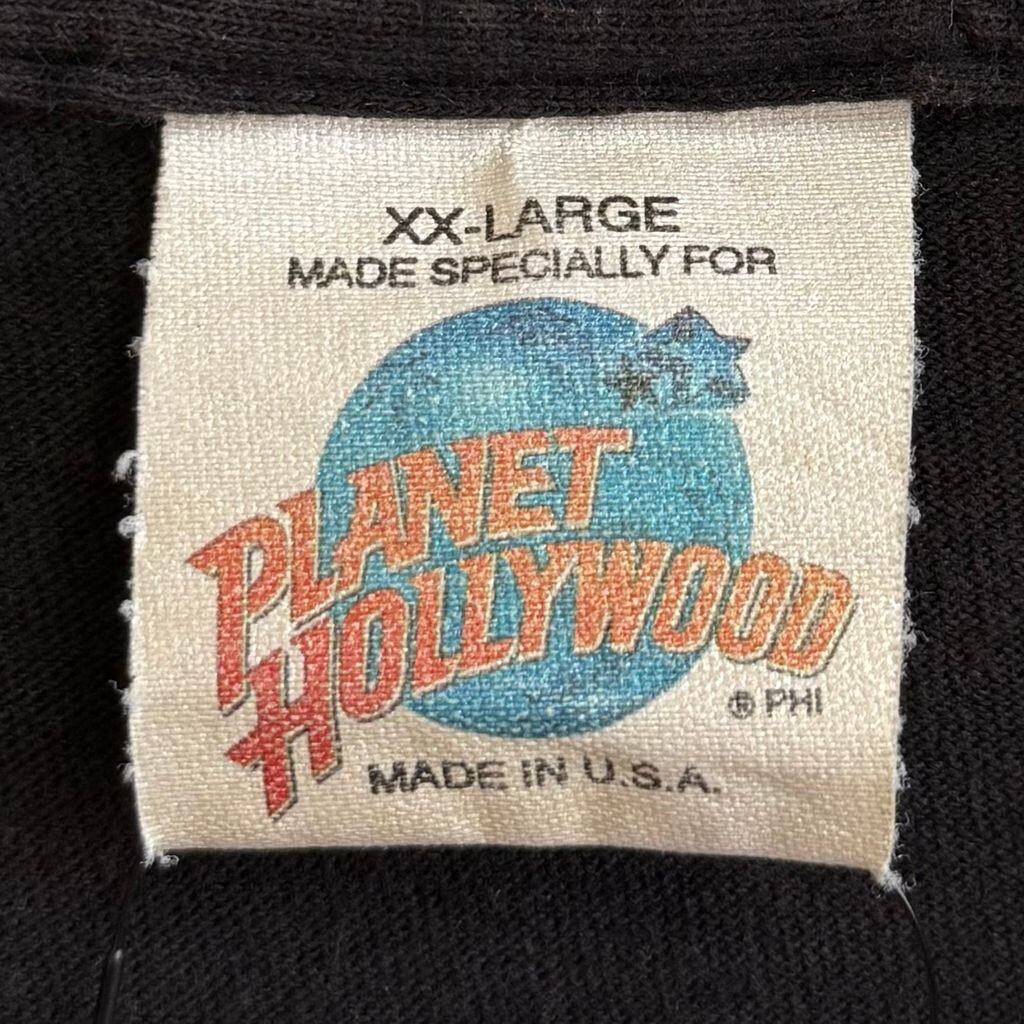 XX-LARGE
MADE SPECIALLY FOR
PLANET
HOLLYWOOD
® PHI
MADE IN U.S.A.